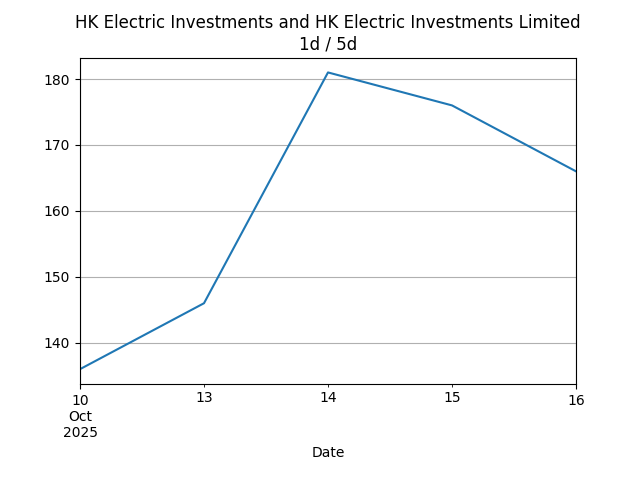 HK Electric Investments and HK Electric Investments Limited
1d / 5d
180
170
160
150
140
10
Oct
2025
13
14
15
16
Date